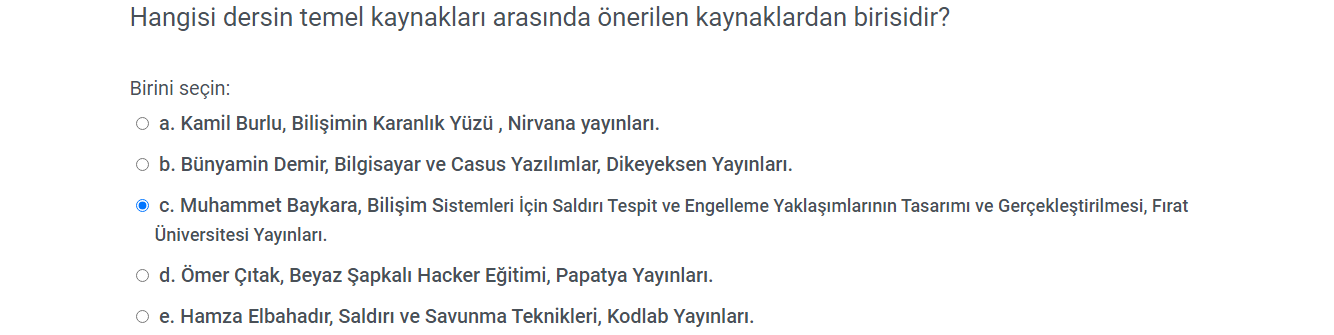 Hangisi dersin temel kaynakları arasında önerilen kaynaklardan birisidir?
Birini seçin:
a. Kamil Burlu, Bilişimin Karanlık Yüzü , Nirvana yayınları.
b. Bünyamin Demir, Bilgisayar ve Casus Yazılımlar, Dikeyeksen Yayınları.
c. Muhammet Baykara, Bilişim Sistemleri İçin Saldırı Tespit ve Engelleme Yaklaşımlarının Tasarımı ve Gerçekleştirilmesi, Fırat
Üniversitesi Yayınları.
d. Ömer Çıtak, Beyaz Şapkalı Hacker Eğitimi, Papatya Yayınları.
e. Hamza Elbahadır, Saldırı ve Savunma Teknikleri, Kodlab Yayınları.